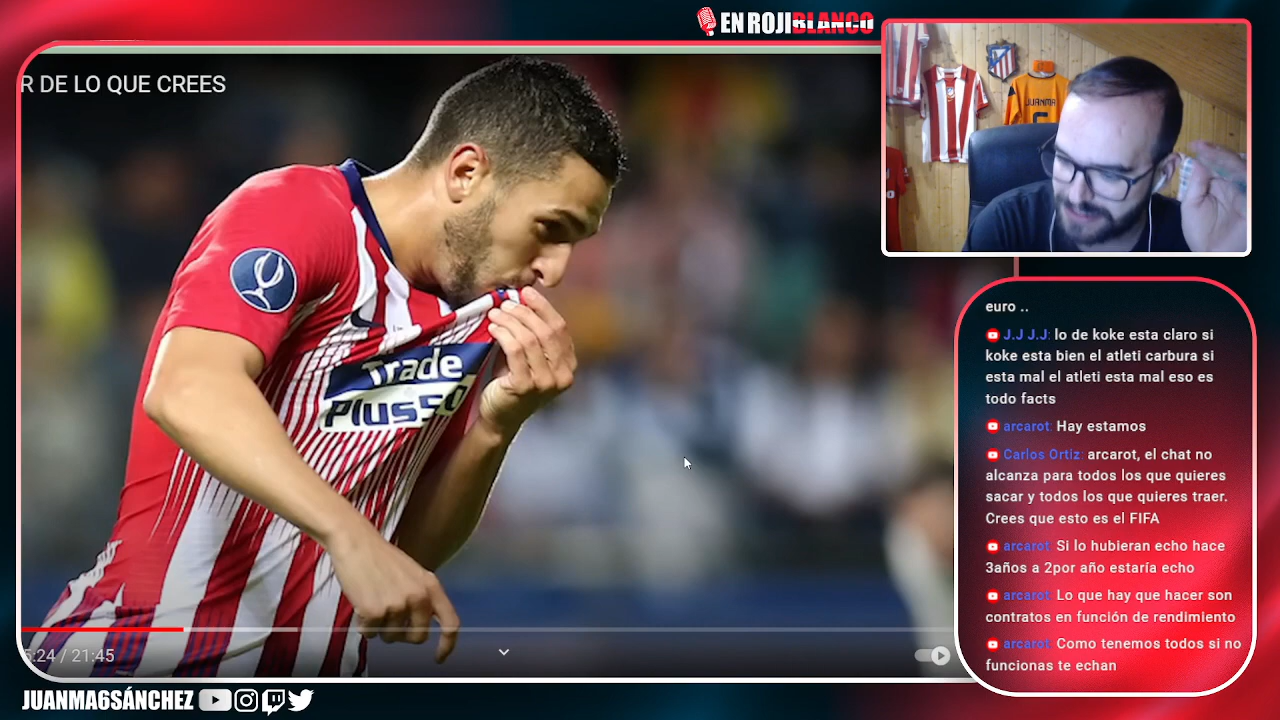 EN ROJIBLANCO
R DE LO QUE CREES
JUANMA
6
Trade
Plus50
euro ..
J.J J.J: lo de koke esta claro si
koke esta bien el atleti carbura si
esta mal el atleti esta mal eso es
todo facts
arcarot: Hay estamos
Carlos Ortiz: arcarot, el chat no
alcanza para todos los que quieres
sacar y todos los que quieres traer.
Crees que esto es el FIFA
arcarot: Si lo hubieran echo hace
3años a 2por año estaría echo
arcarot: Lo que hay que hacer son
contratos en función de rendimiento
arcarot: Como tenemos todos si no
funcionas te echan
5:24 / 21:45
JUANMA6SÁNCHEZ